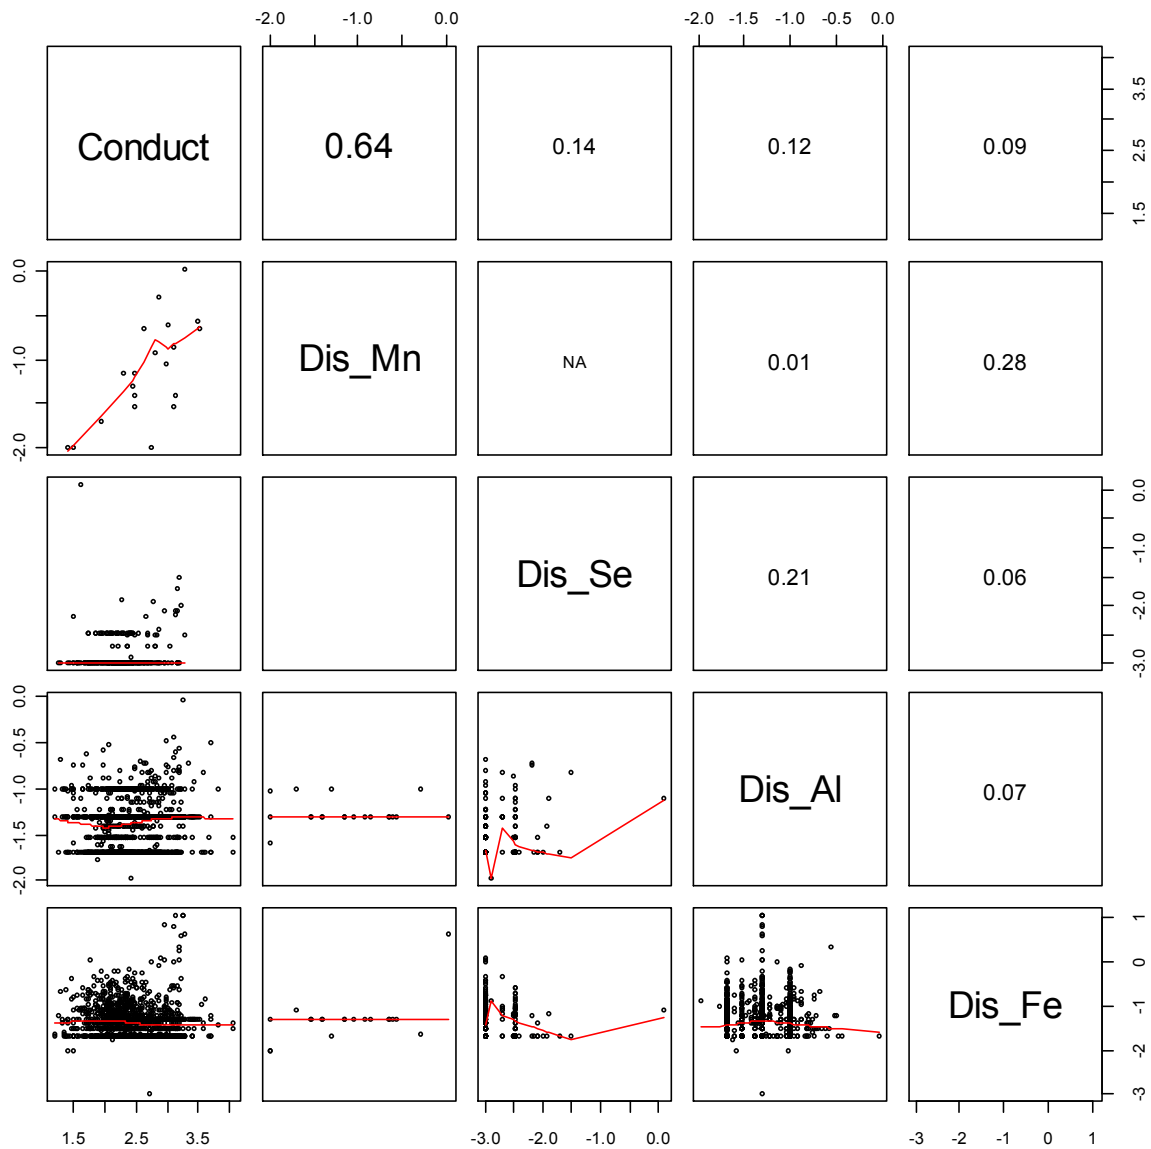 -2.0 -1.0 0.0 -2.0 -1.5 -1.0 -0.5 0.0
Conduct 0.64 0.14 0.12 0.09
1.5 2.5 3.5
-2.0 -1.0 0.0
Dis_Mn NA 0.01 0.28
Dis_Se 0.21 0.06
-3.0 -2.0 -1.0 0.0
-2.0 -1.5 -1.0 -0.5 0.0
Dis_Al 0.07
Dis_Fe
-3 -2 -1 0 1
1.5 2.5 3.5 -3.0 -2.0 -1.0 0.0 -3 -2 -1 0 1